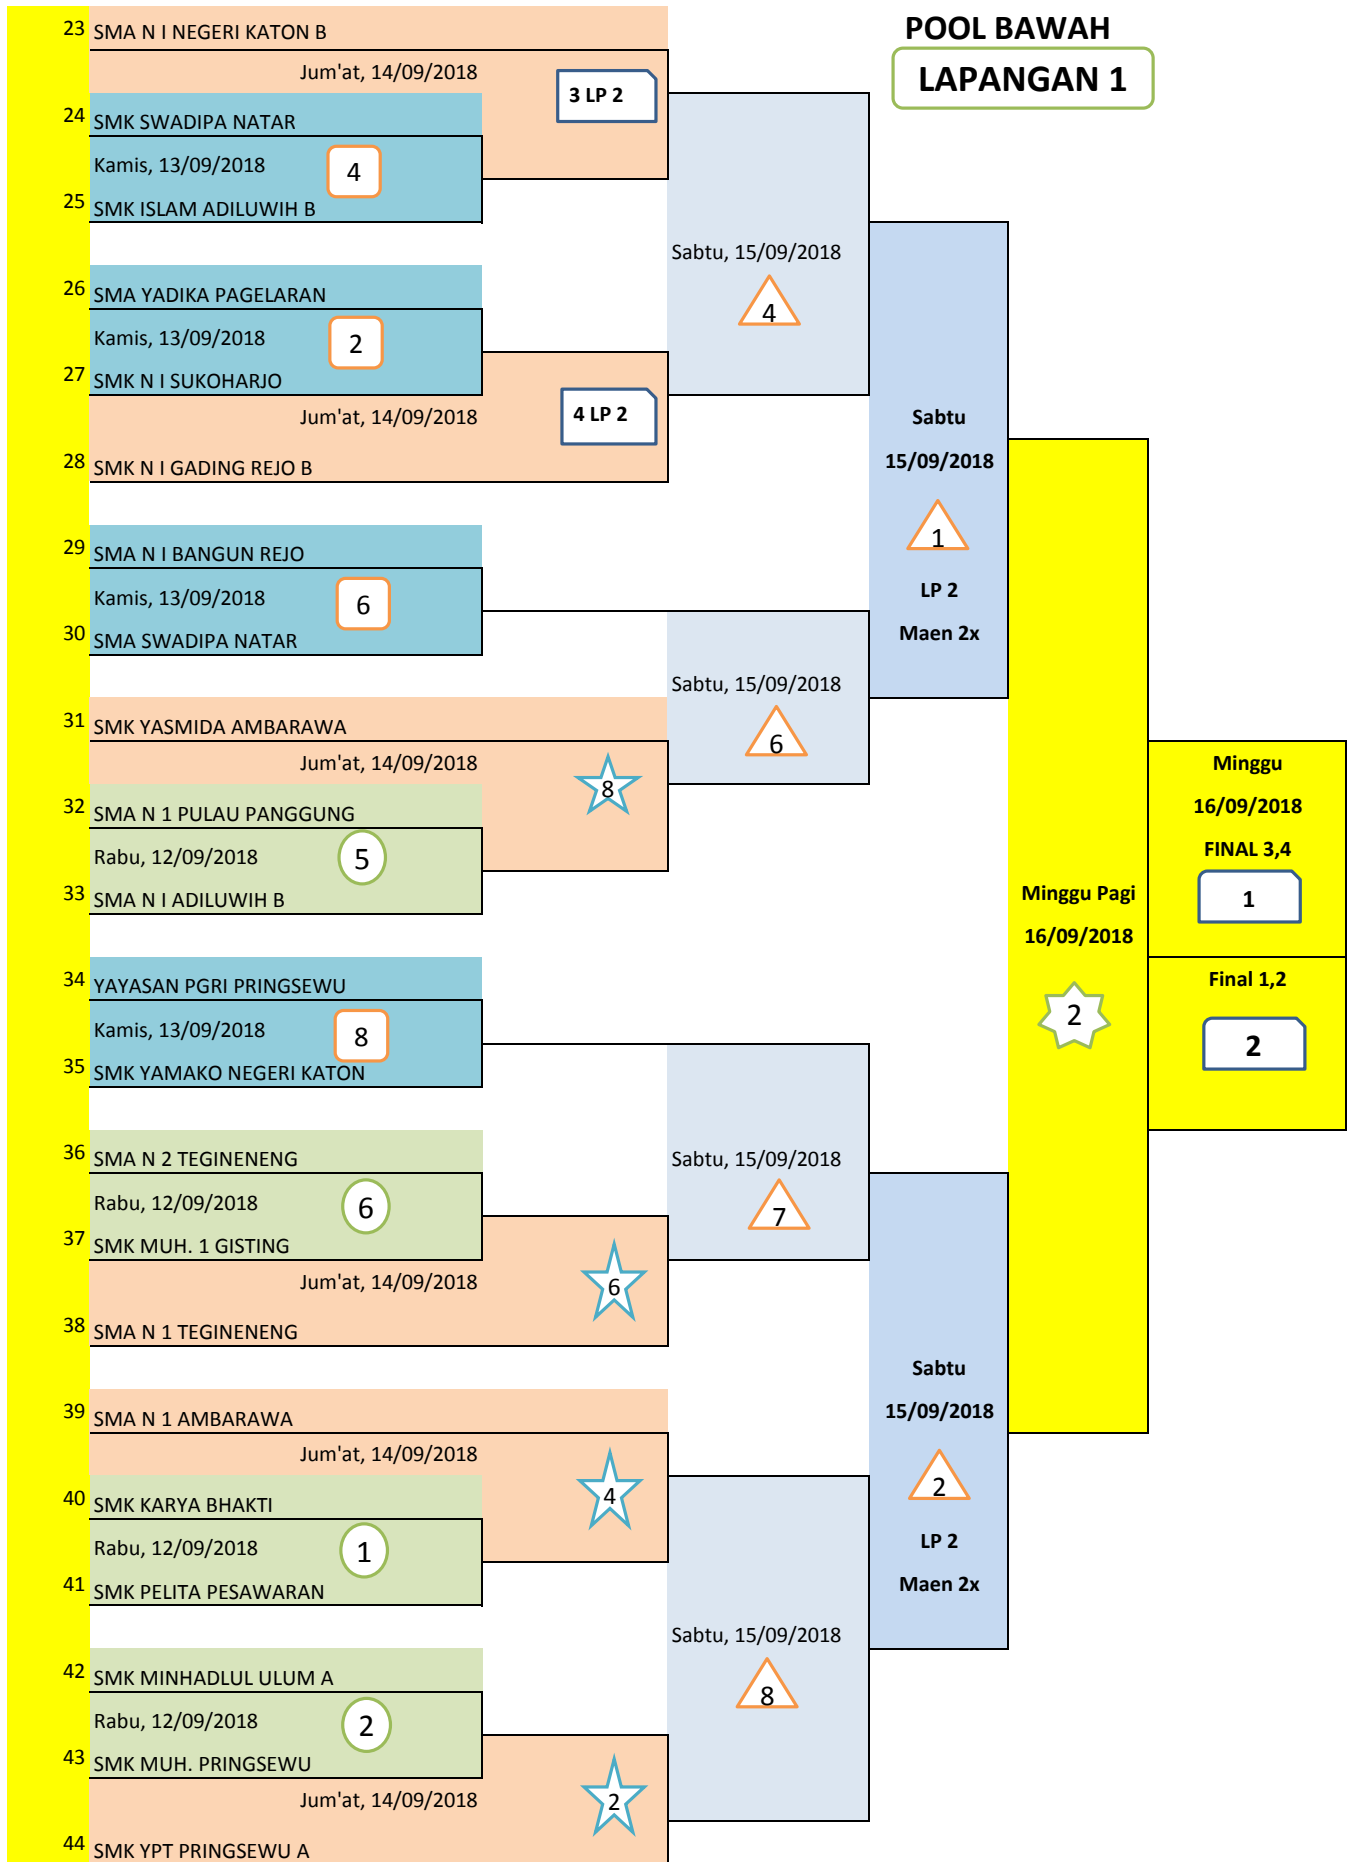 POOL BAWAH
LAPANGAN 1
23 SMA N I NEGERI KATON B
Jum'at, 14/09/2018
3 LP 2
24 SMK SWADIPA NATAR
Kamis, 13/09/2018 4
25 SMK ISLAM ADILUWIH B
Sabtu, 15/09/2018
4
26 SMA YADIKA PAGELARAN
Kamis, 13/09/2018 2
27 SMK N I SUKOHARJO
Jum'at, 14/09/2018
4 LP 2
28 SMK N I GADING REJO B
Sabtu
15/09/2018
1
LP 2
Maen 2x
29 SMA N I BANGUN REJO
Kamis, 13/09/2018 6
30 SMA SWADIPA NATAR
Sabtu, 15/09/2018
6
31 SMK YASMIDA AMBARAWA
Jum'at, 14/09/2018
8
32 SMA N 1 PULAU PANGGUNG
Rabu, 12/09/2018 5
33 SMA N I ADILUWIH B
Minggu Pagi
16/09/2018
2
Minggu
16/09/2018
FINAL 3,4
1
Final 1,2
2
34 YAYASAN PGRI PRINGSEWU
Kamis, 13/09/2018 8
35 SMK YAMAKO NEGERI KATON
Sabtu, 15/09/2018
7
36 SMA N 2 TEGINENENG
Rabu, 12/09/2018 6
37 SMK MUH. 1 GISTING
Jum'at, 14/09/2018
6
38 SMA N 1 TEGINENENG
Sabtu
15/09/2018
2
LP 2
Maen 2x
39 SMA N 1 AMBARAWA
Jum'at, 14/09/2018
4
40 SMK KARYA BHAKTI
Rabu, 12/09/2018 1
41 SMK PELITA PESAWARAN
Sabtu, 15/09/2018
8
42 SMK MINHADLUL ULUM A
Rabu, 12/09/2018 2
43 SMK MUH. PRINGSEWU
Jum'at, 14/09/2018
2
44 SMK YPT PRINGSEWU A